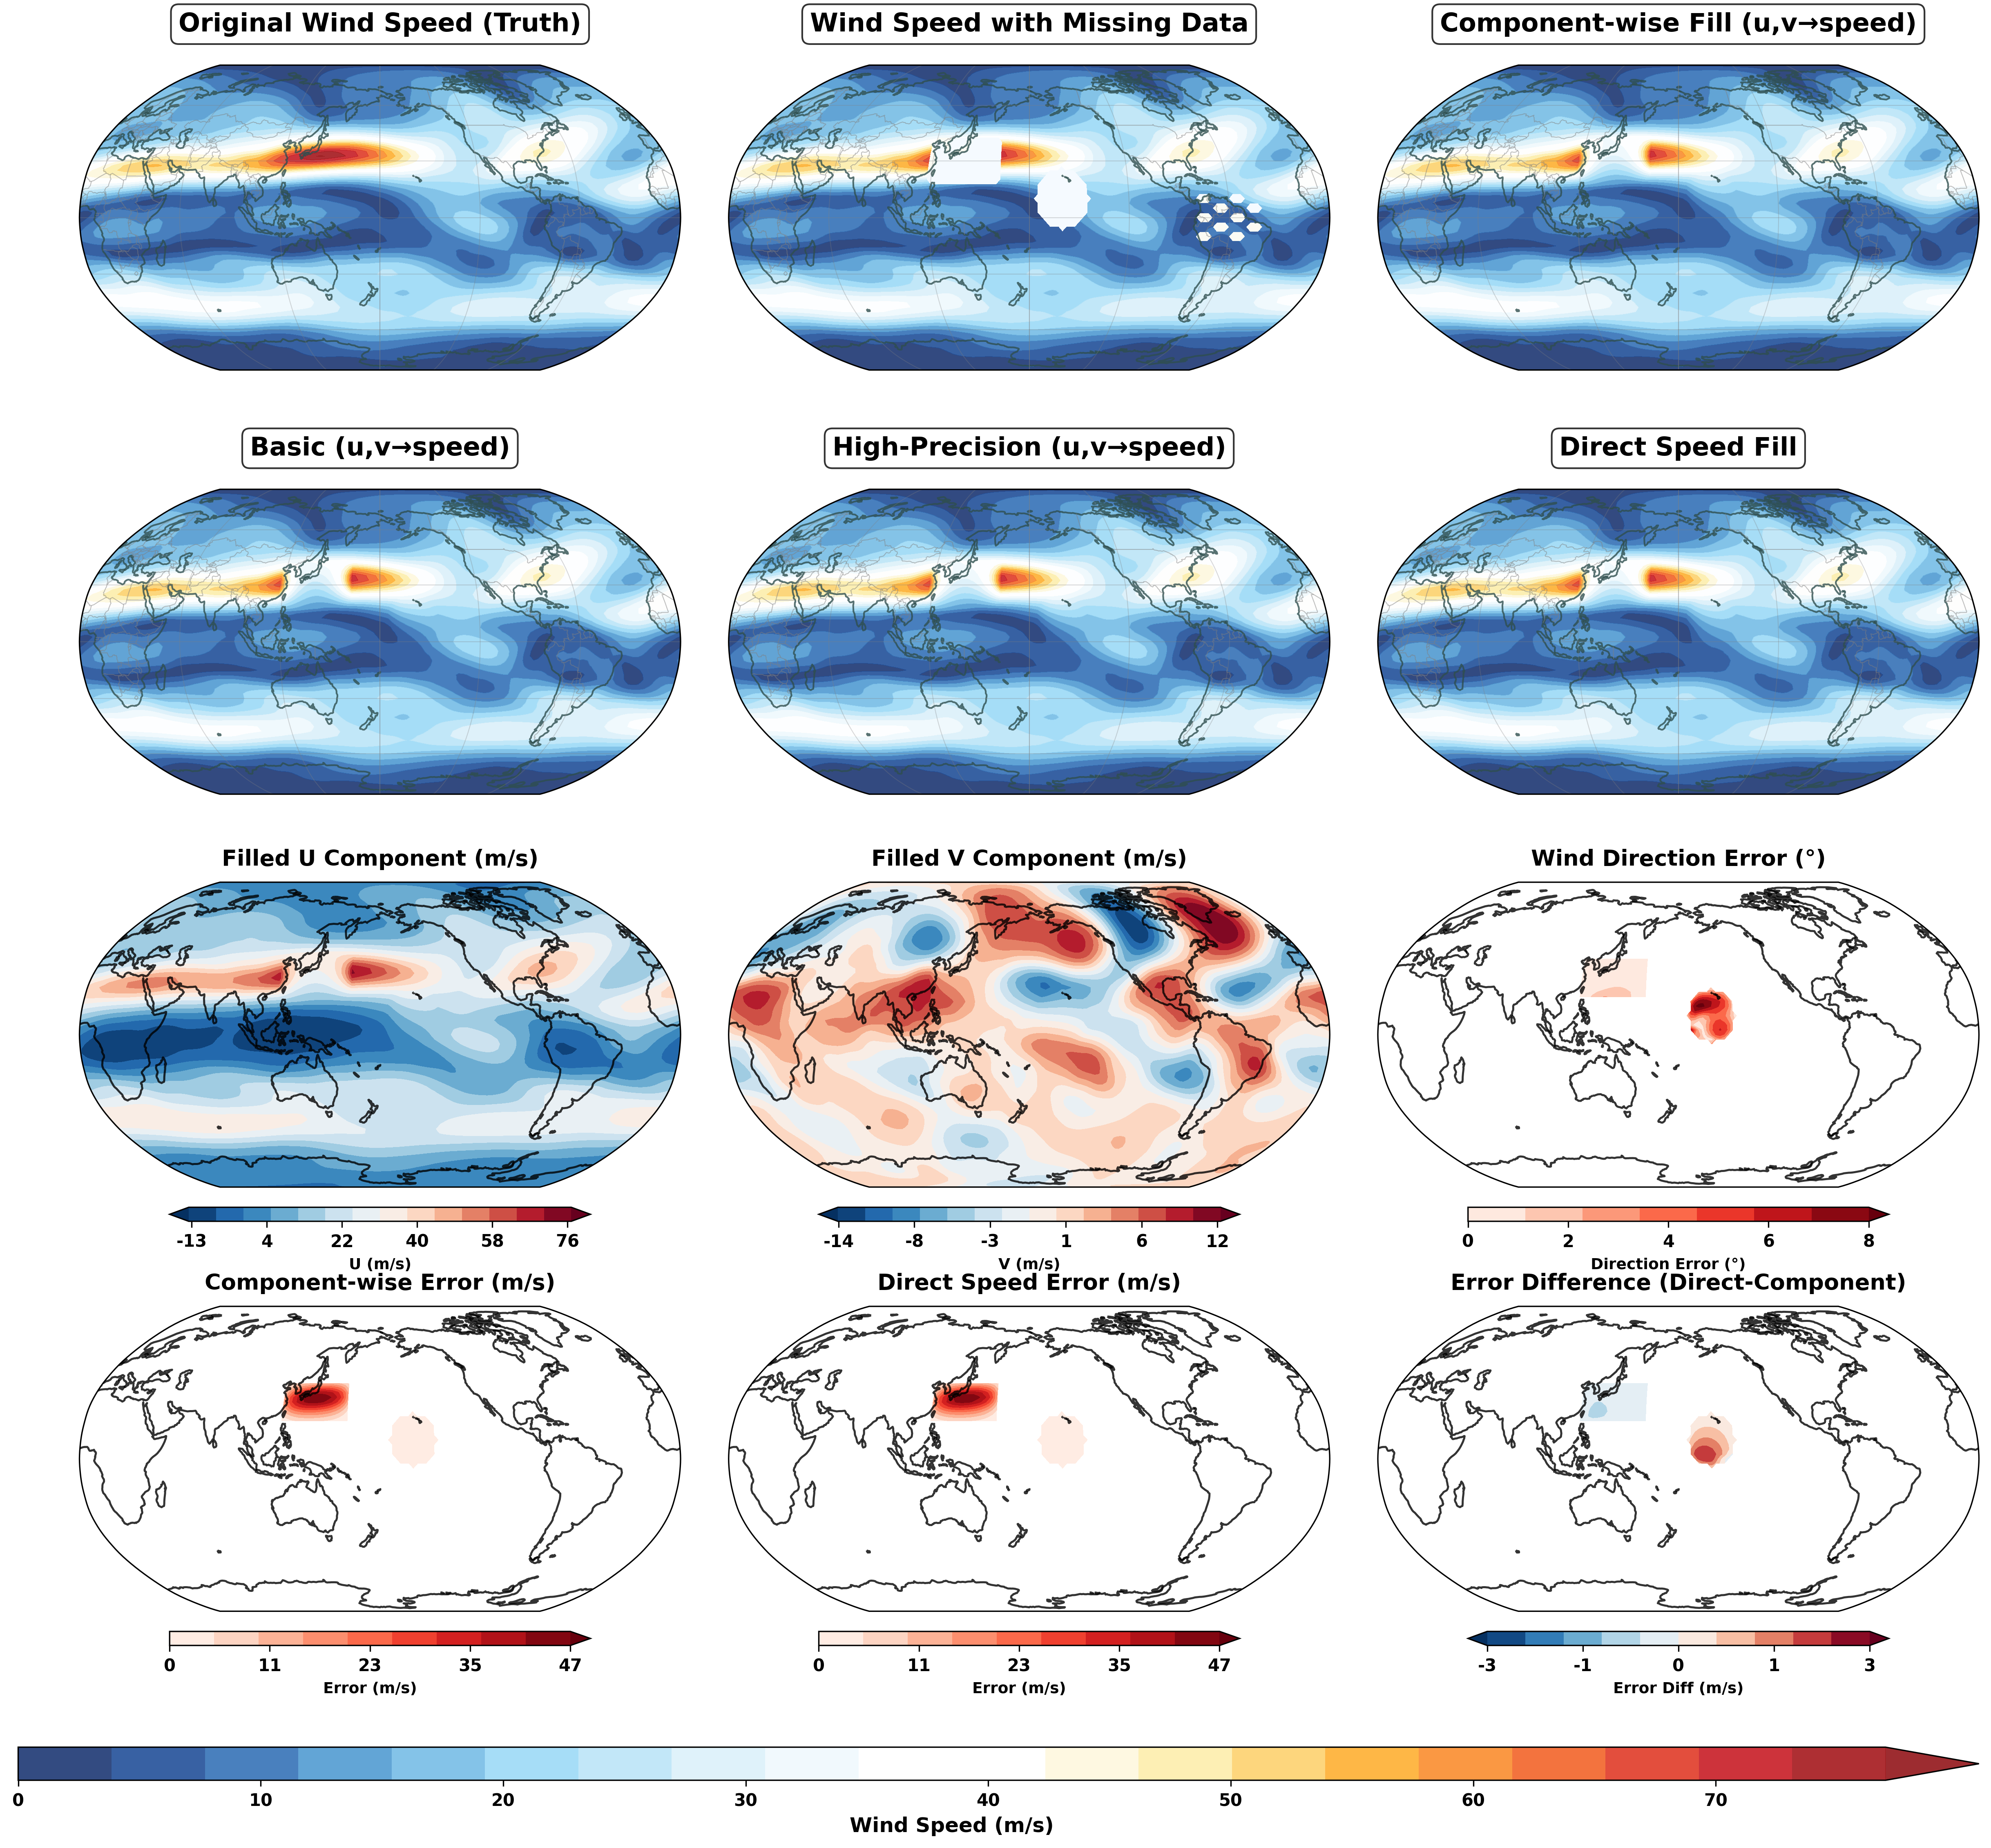 Original Wind Speed (Truth)
Wind Speed with Missing Data
Component-wise Fill (u,v→speed)
Basic (u,v→speed)
High-Precision (u,v→speed)
Direct Speed Fill
Filled U Component (m/s)
Filled V Component (m/s)
Wind Direction Error (°)
-13 4 22 40 58 76
U (m/s)
-14 -8 -3 1 6 12
V (m/s)
0 2 4 6 8
Direction Error (°)
Component-wise Error (m/s)
Direct Speed Error (m/s)
Error Difference (Direct-Component)
0 11 23 35 47
Error (m/s)
0 11 23 35 47
Error (m/s)
-3 -1 0 1 3
Error Diff (m/s)
0 10 20 30 40 50 60 70
Wind Speed (m/s)